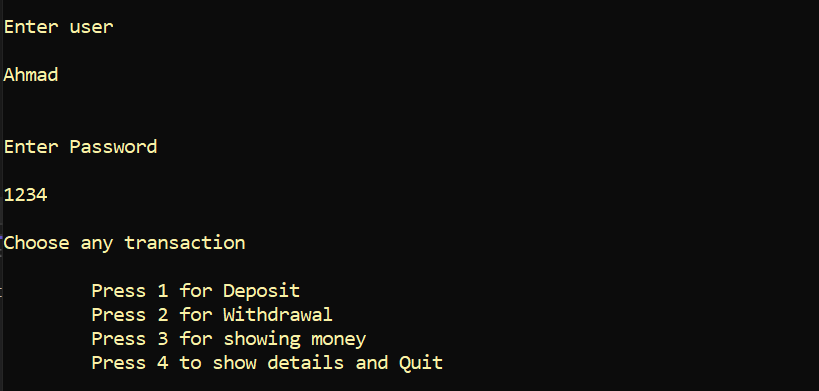 Enter user
Ahmad
Enter Password
1234
Choose any transaction
Press 1 for Deposit
Press 2 for Withdrawal
Press 3 for showing money
Press 4 to show details and Quit